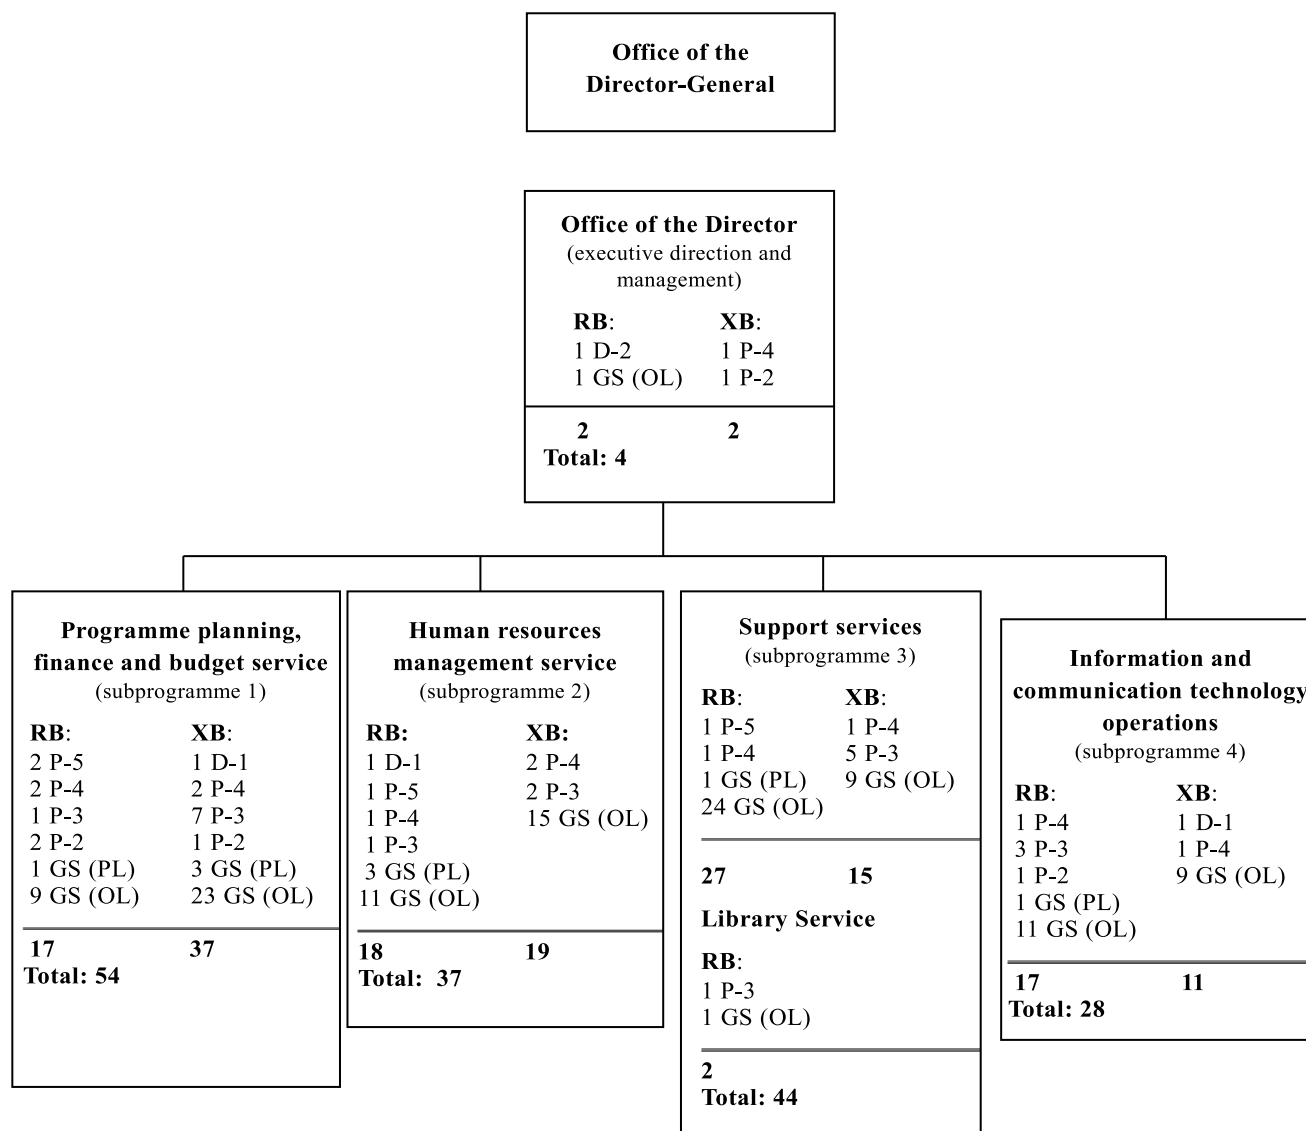 Office of the
Director-General
Office of the Director
(executive direction and
management)
RB: XB:
1 D-2 1 P-4
1 GS (OL) 1 P-2
2 2
Total: 4
Programme planning,
finance and budget service
(subprogramme 1)
RB: XB:
2 P-5 1 D-1
2 P-4 2 P-4
1 P-3 7 P-3
2 P-2 1 P-2
1 GS (PL) 3 GS (PL)
9 GS (OL) 23 GS (OL)
17 37
Total: 54
Human resources
management service
(subprogramme 2)
RB: XB:
1 D-1 2 P-4
1 P-5 2 P-3
1 P-4 15 GS (OL)
1 P-3
3 GS (PL)
11 GS (OL)
18 19
Total: 37
Support services
(subprogramme 3)
RB: XB:
1 P-5 1 P-4
1 P-4 5 P-3
1 GS (PL) 9 GS (OL)
24 GS (OL)
27 15
Library Service
RB:
1 P-3
1 GS (OL)
2
Total: 44
Information and
communication technology
operations
(subprogramme 4)
RB: XB:
1 P-4 1 D-1
3 P-3 1 P-4
1 P-2 9 GS (OL)
1 GS (PL)
11 GS (OL)
17 11
Total: 28